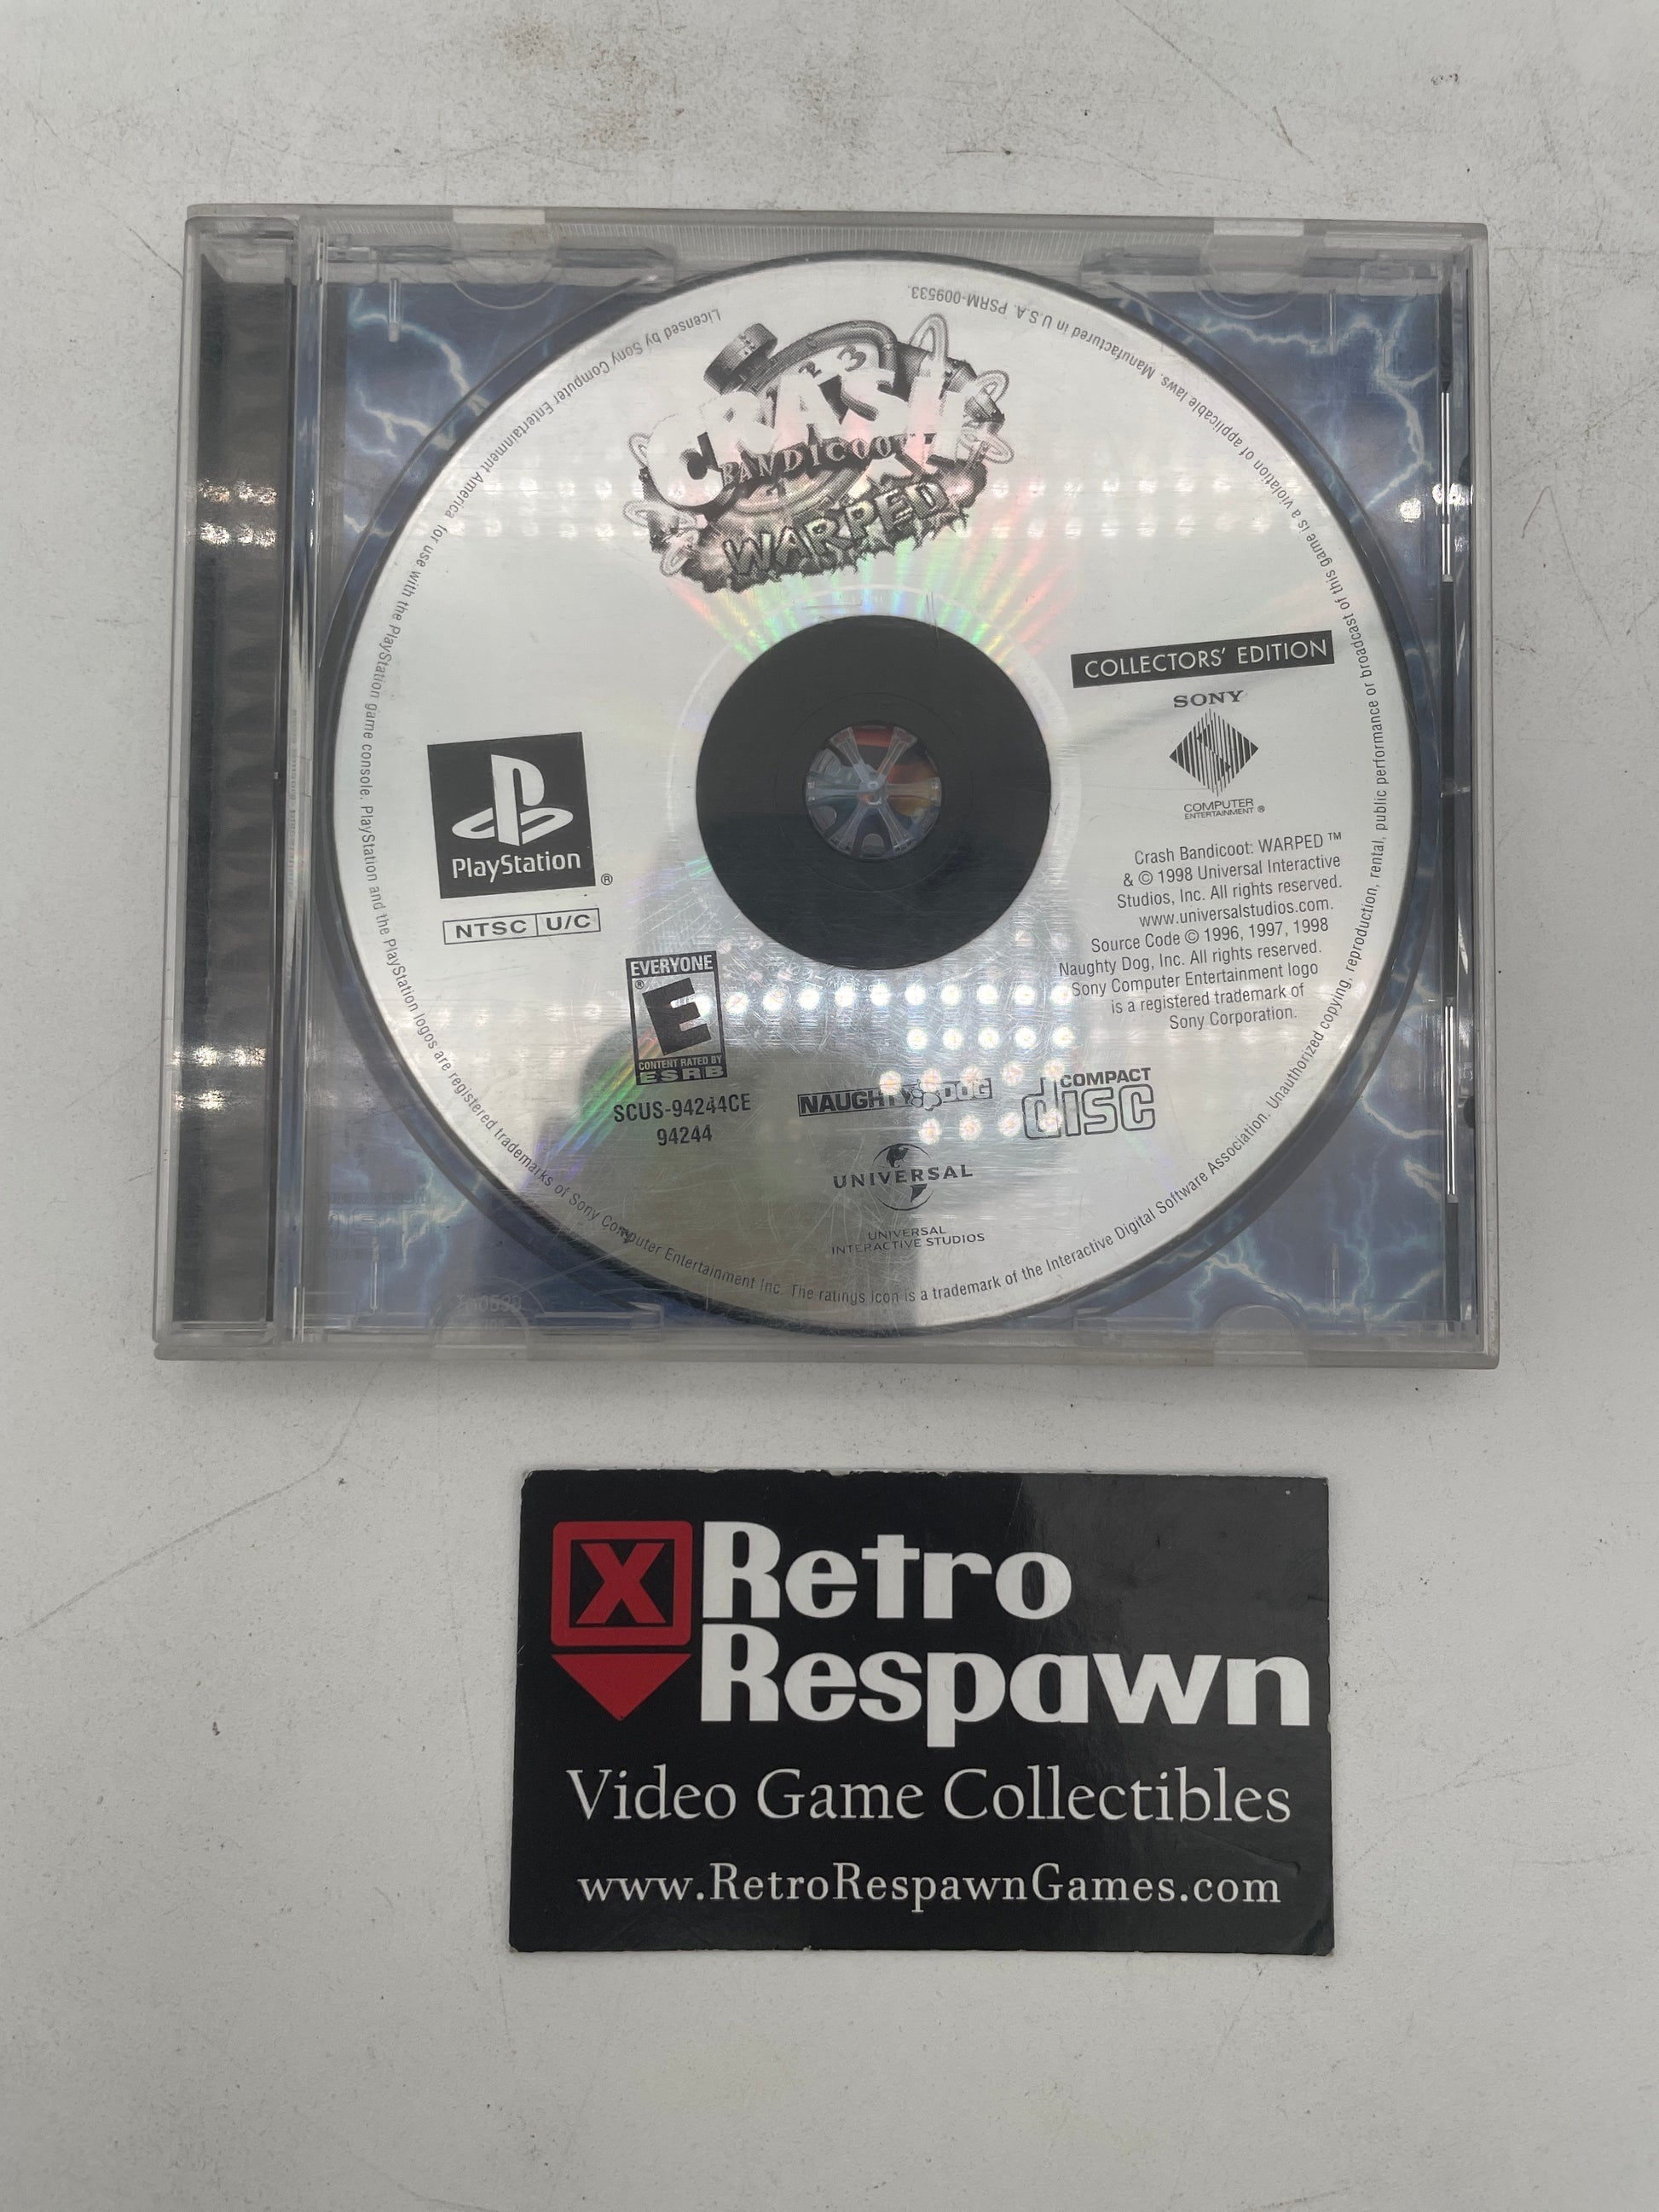 CRASH
BANDICOOT
WARPED
COLLECTORS' EDITION
SONY
COMPUTER
ENTERTAINMENT ®
PlayStation
®
NTSC U/C
Crash Bandicoot: WARPED ™
& © 1998 Universal Interactive
Studios, Inc. All rights reserved.
www.universalstudios.com.
Source Code © 1996, 1997, 1998
Naughty Dog, Inc. All rights reserved.
Sony Computer Entertainment logo
is a registered trademark of
Sony Corporation.
EVERYONE
®
E
CONTENT RATED BY
ESRB
SCUS-94244CE
94244
NAUGHTY DOG
COMPACT
disc
UNIVERSAL
UNIVERSAL
INTERACTIVE STUDIOS
Licensed by Sony Computer Entertainment America for use with the PlayStation game console. PlayStation and the PlayStation logos are registered trademarks of Sony Computer Entertainment Inc. The ratings icon is a trademark of the Interactive Digital Software Association. Unauthorized copying, reproduction, rental, public performance or broadcast of this game is a violation of applicable laws. Manufactured in U.S.A. PSRM-009533.
X Retro
Respawn
Video Game Collectibles
www.RetroRespawnGames.com